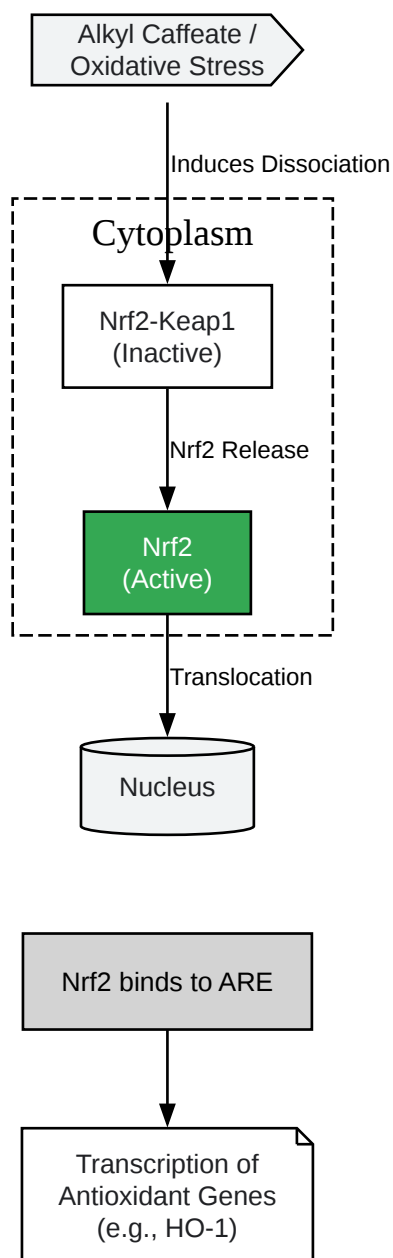 Alkyl Caffeate /
Oxidative Stress
Induces Dissociation
Cytoplasm
Nrf2-Keap1
(Inactive)
Nrf2 Release
Nrf2
(Active)
Translocation
Nucleus
Nrf2 binds to ARE
Transcription of
Antioxidant Genes
(e.g., HO-1)